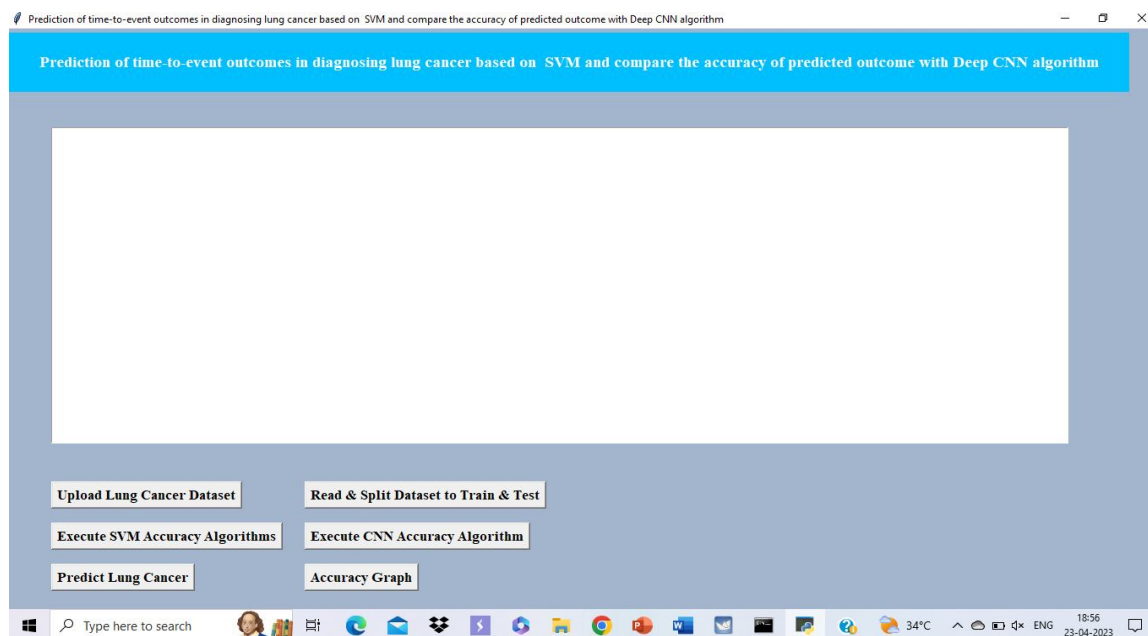 Prediction of time-to-event outcomes in diagnosing lung cancer based on  SVM and compare the accuracy of predicted outcome with Deep CNN algorithm
Prediction of time-to-event outcomes in diagnosing lung cancer based on  SVM and compare the accuracy of predicted outcome with Deep CNN algorithm
Upload Lung Cancer Dataset
Read & Split Dataset to Train & Test
Execute SVM Accuracy Algorithms
Execute CNN Accuracy Algorithm
Predict Lung Cancer
Accuracy Graph
Type here to search
34°C
ENG
18:56
23-04-2023